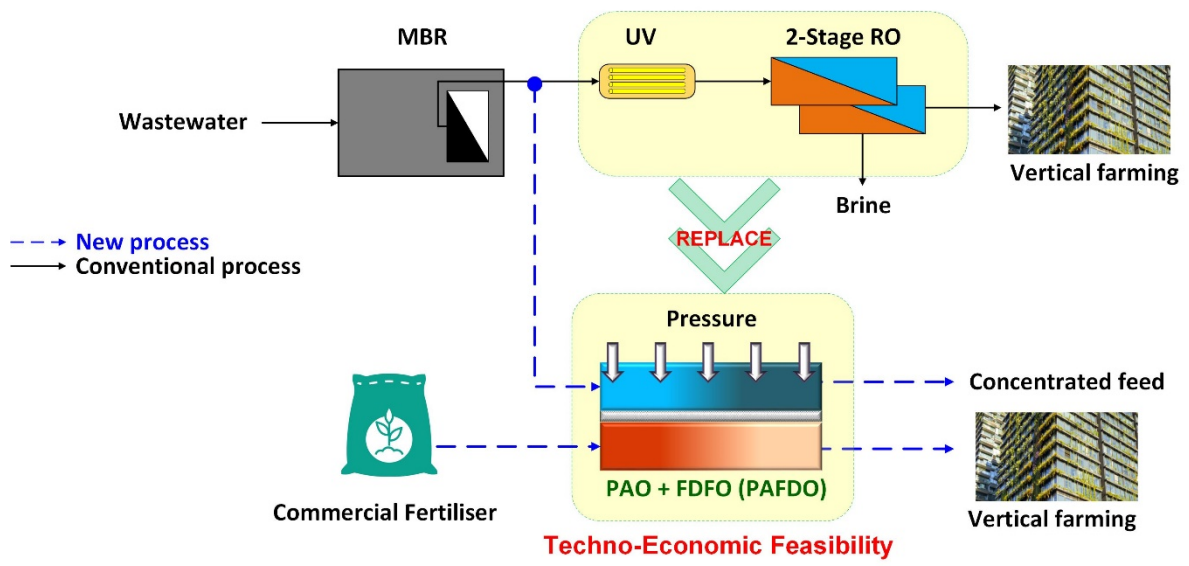 MBR
UV
2-Stage RO
Wastewater
Vertical farming
Brine
REPLACE
New process
Conventional process
Pressure
Concentrated feed
PAO + FDFO (PAFDO)
Commercial Fertiliser
Vertical farming
Techno-Economic Feasibility